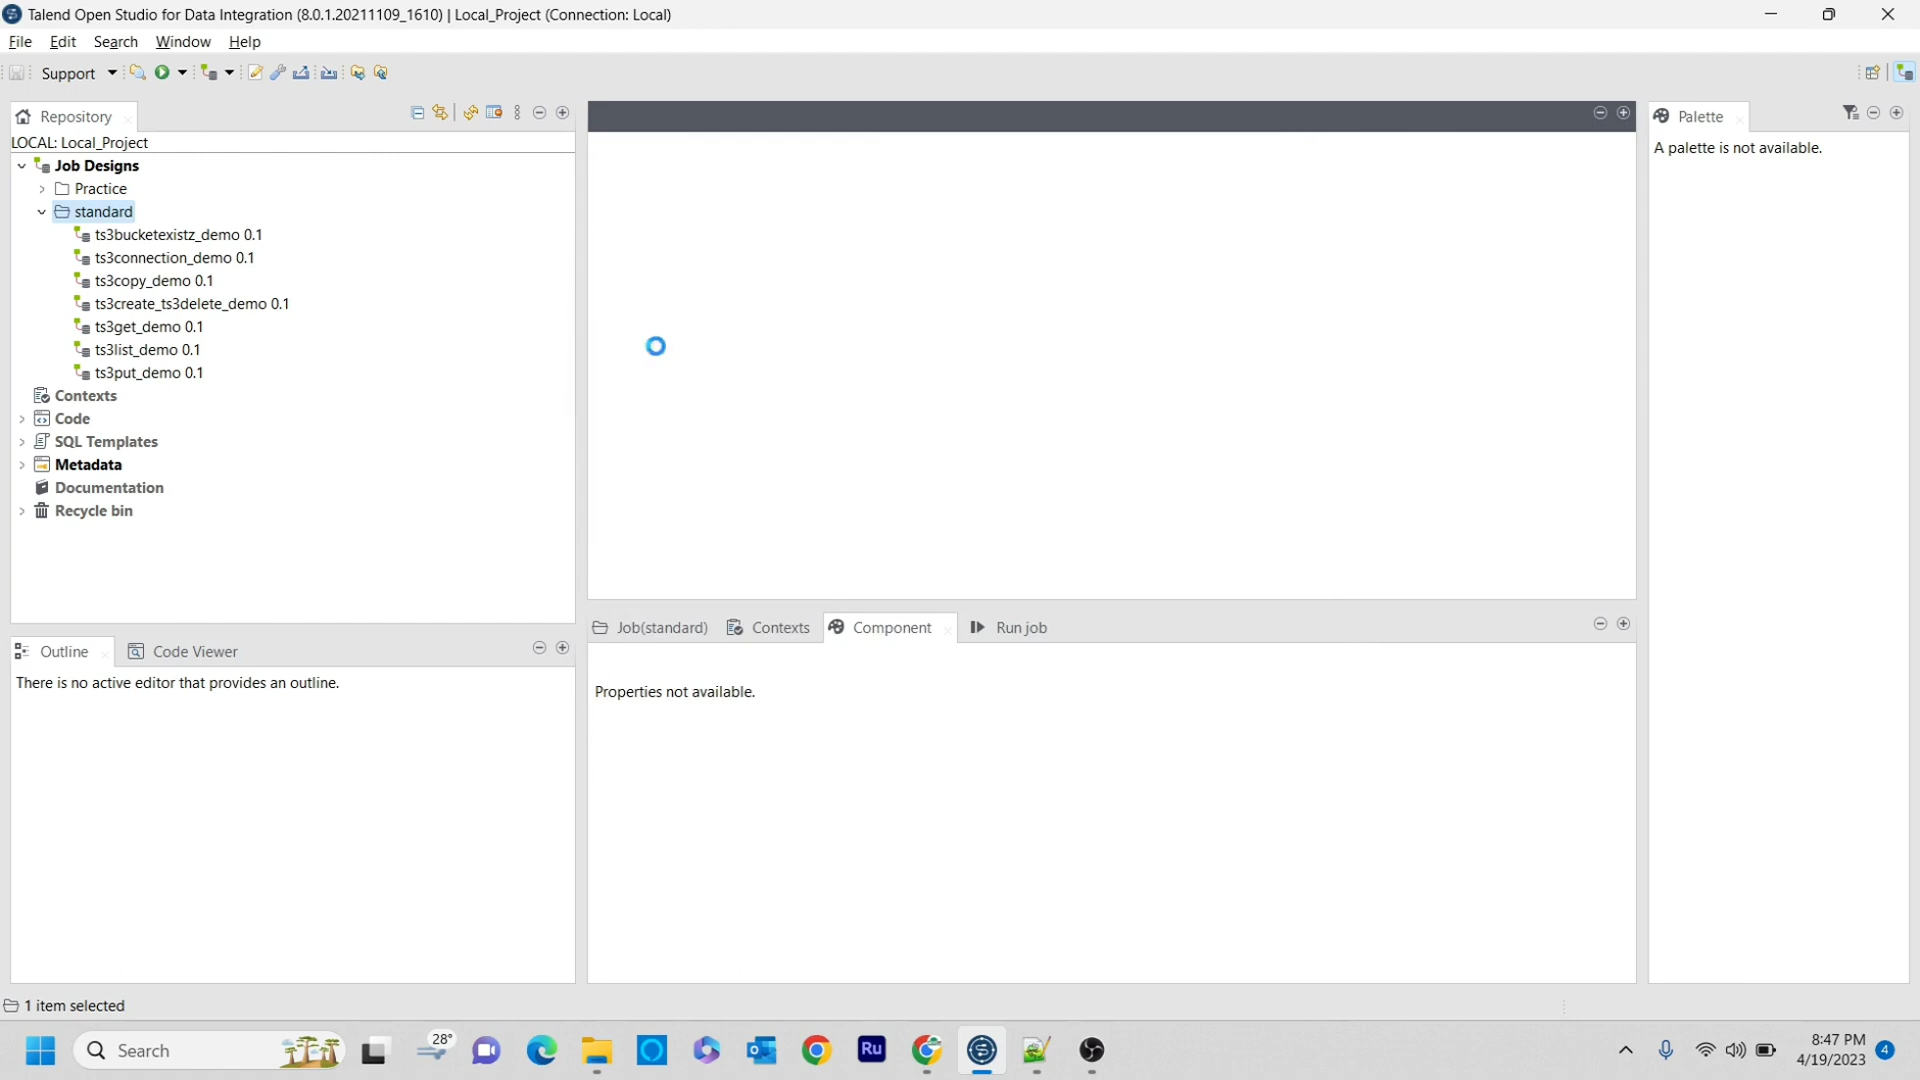 Talend Open Studio for Data Integration (8.0.1.20211109_1610) | Local_Project (Connection: Local)
File Edit Search Window Help
Support
Repository
LOCAL: Local_Project
Job Designs
Practice
standard
ts3bucketexistz_demo 0.1
ts3connection_demo 0.1
ts3copy_demo 0.1
ts3create_ts3delete_demo 0.1
ts3get_demo 0.1
ts3list_demo 0.1
ts3put_demo 0.1
Contexts
Code
SQL Templates
Metadata
Documentation
Recycle bin
Palette
A palette is not available.
Job(standard) Contexts Component Run job
Properties not available.
Outline Code Viewer
There is no active editor that provides an outline.
1 item selected
Search
28°
Ru
8:47 PM
4/19/2023
4